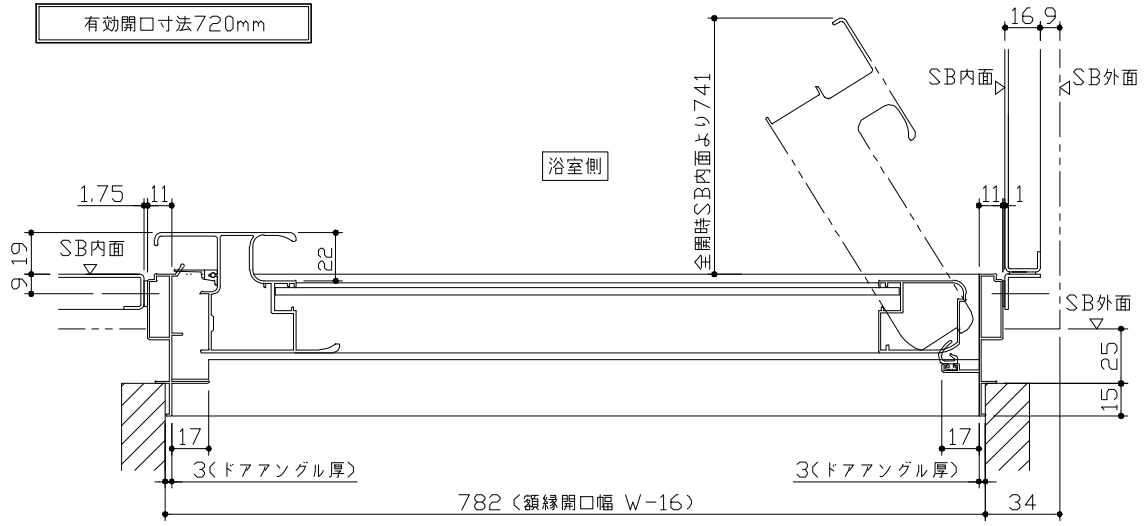 有効開口寸法720mm
16 9
SB内面
SB外面
全開時SB内面より741
浴室側
1.75 11
11 1
19
SB内面
22
9
SB外面
25
15
17
17
3(ドアアングル厚)
3(ドアアングル厚)
782 (額縁開口幅 W-16)
34